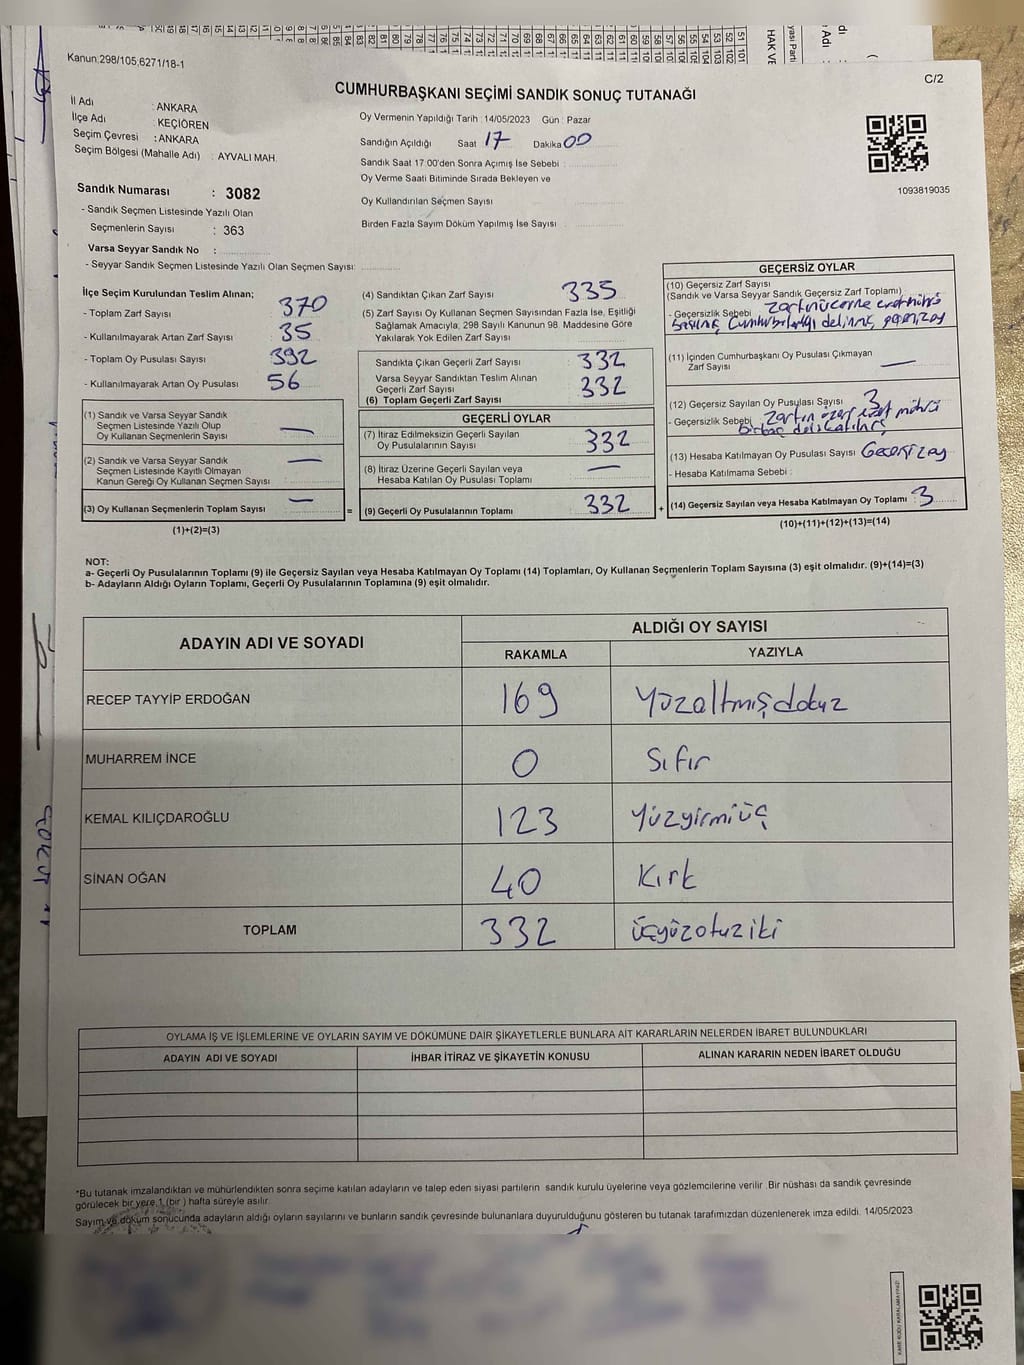 Kanun:298/105,6271/18-1
C/2
CUMHURBAŞKANI SEÇİMİ SANDIK SONUÇ TUTANAĞI
İl Adı : ANKARA
İlçe Adı : KEÇİÖREN
Seçim Çevresi : ANKARA
Seçim Bölgesi (Mahalle Adı) : AYVALI MAH.
Sandık Numarası : 3082
- Sandık Seçmen Listesinde Yazılı Olan
Seçmenlerin Sayısı : 363
Varsa Seyyar Sandık No :
- Seyyar Sandık Seçmen Listesinde Yazılı Olan Seçmen Sayısı:
Oy Vermenin Yapıldığı Tarih : 14/05/2023 Gün : Pazar
Sandığın Açıldığı Saat 17 Dakika 00
Sandık Saat 17:00'den Sonra Açımış İse Sebebi :
Oy Verme Saati Bitiminde Sırada Bekleyen ve
Oy Kullandırılan Seçmen Sayısı
Birden Fazla Sayım Döküm Yapılmış İse Sayısı :
1093819035
İlçe Seçim Kurulundan Teslim Alınan;
- Toplam Zarf Sayısı : 370
- Kullanılmayarak Artan Zarf Sayısı : 35
- Toplam Oy Pusulası Sayısı : 392
- Kullanılmayarak Artan Oy Pusulası : 56
(1) Sandık ve Varsa Seyyar Sandık
Seçmen Listesinde Yazılı Olup
Oy Kullanan Seçmenlerin Sayısı : —
(2) Sandık ve Varsa Seyyar Sandık
Seçmen Listesinde Kayıtlı Olmayan
Kanun Gereği Oy Kullanan Seçmen Sayısı : —
(3) Oy Kullanan Seçmenlerin Toplam Sayısı : —
(1)+(2)=(3)
(4) Sandıktan Çıkan Zarf Sayısı : 335
(5) Zarf Sayısı Oy Kullanan Seçmen Sayısından Fazla İse, Eşitliği
Sağlamak Amacıyla, 298 Sayılı Kanunun 98. Maddesine Göre
Yakılarak Yok Edilen Zarf Sayısı :
Sandıkta Çıkan Geçerli Zarf Sayısı : 332
Varsa Seyyar Sandıktan Teslim Alınan
Geçerli Zarf Sayısı : 332
(6) Toplam Geçerli Zarf Sayısı
GEÇERLİ OYLAR
(7) İtiraz Edilmeksizin Geçerli Sayılan
Oy Pusulasının Sayısı : 332
(8) İtiraz Üzerine Geçerli Sayılan veya
Hesaba Katılan Oy Pusulası Toplamı : —
= (9) Geçerli Oy Pusulalarının Toplamı : 332
GEÇERSİZ OYLAR
(10) Geçersiz Zarf Sayısı
(Sandık ve Varsa Seyyar Sandık Geçersiz Zarf Toplamı)
- Geçersizlik Sebebi :
(11) İçinden Cumhurbaşkanı Oy Pusulası Çıkmayan
Zarf Sayısı : —
(12) Geçersiz Sayılan Oy Pusulası Sayısı : 3
- Geçersizlik Sebebi :
(13) Hesaba Katılmayan Oy Pusulası Sayısı : Geçersiz oy
- Hesaba Katılmama Sebebi :
+ (14) Geçersiz Sayılan veya Hesaba Katılmayan Oy Toplamı : 3
(10)+(11)+(12)+(13)=(14)
NOT:
a- Geçerli Oy Pusulalarının Toplamı (9) ile Geçersiz Sayılan veya Hesaba Katılmayan Oy Toplamı (14) Toplamları, Oy Kullanan Seçmenlerin Toplam Sayısına (3) eşit olmalıdır. (9)+(14)=(3)
b- Adayların Aldığı Oyların Toplamı, Geçerli Oy Pusulalarının Toplamına (9) eşit olmalıdır.
ADAYIN ADI VE SOYADI
ALDIĞI OY SAYISI
RAKAMLA YAZIYLA
RECEP TAYYİP ERDOĞAN 169 Yüzaltmışdokuz
MUHARREM İNCE 0 Sıfır
KEMAL KILIÇDAROĞLU 123 Yüzyirmiüç
SİNAN OĞAN 40 Kırk
TOPLAM 332 üçyüzotuziki
OYLAMA İŞ VE İŞLEMLERİNE VE OYLARIN SAYIM VE DÖKÜMÜNE DAİR ŞİKAYETLERLE BUNLARA AİT KARARLARIN NELERDEN İBARET BULUNDUKLARI
ADAYIN ADI VE SOYADI İHBAR İTİRAZ VE ŞİKAYETİN KONUSU ALINAN KARARIN NEDEN İBARET OLDUĞU
*Bu tutanak imzalandıktan ve mühürlendikten sonra seçime katılan adayların ve talep eden siyasi partilerin sandık kurulu üyelerine veya gözlemcilerine verilir .Bir nüshası da sandık çevresinde
görülecek bir yere 1 (bir ) hafta süreyle asılır.
Sayım ve döküm sonucunda adayların aldığı oyların sayılarını ve bunların sandık çevresinde bulunanlara duyurulduğunu gösteren bu tutanak tarafımızdan düzenlenerek imza edildi. 14/05/2023